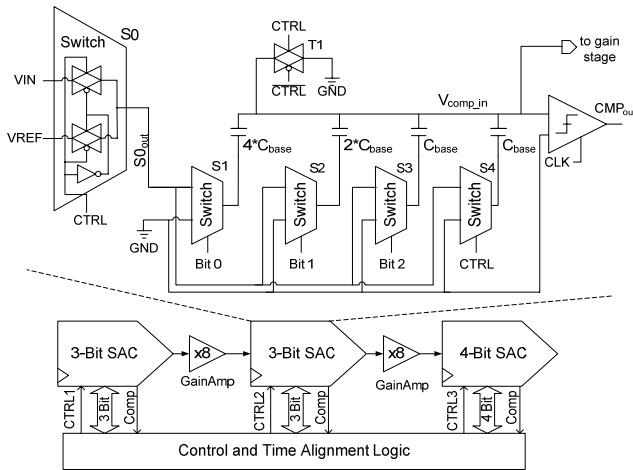 Switch S0
CTRL
T1
CTRL
GND
to gain
stage
VIN
VREF
S0out
CTRL
Vcomp_in
CMPou
CLK
4*Cbase
2*Cbase
Cbase
Cbase
S1
Switch
S2
Switch
S3
Switch
S4
Switch
GND
Bit 0
Bit 1
Bit 2
CTRL
3-Bit SAC
x8
GainAmp
3-Bit SAC
x8
GainAmp
4-Bit SAC
CTRL1
3 Bit
Comp
CTRL2
3 Bit
Comp
CTRL3
4 Bit
Comp
Control and Time Alignment Logic